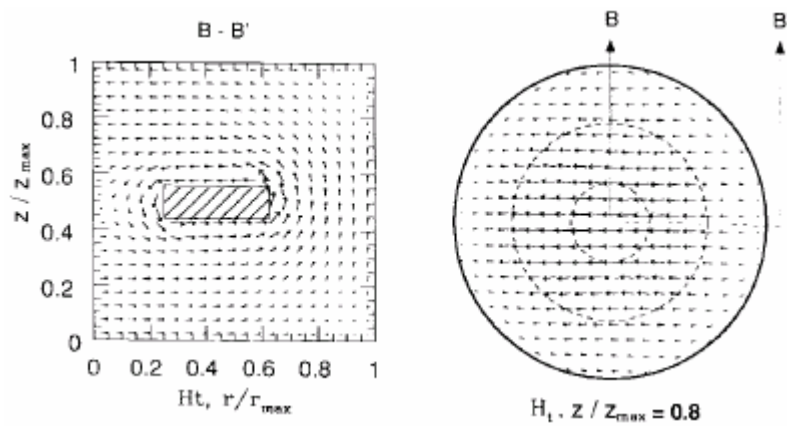 B - B'
z / z_max
1
0.8
0.6
0.4
0.2
0
0 0.2 0.4 0.6 0.8 1
Ht, r/r_max
B
B
H_t, z / z_max = 0.8